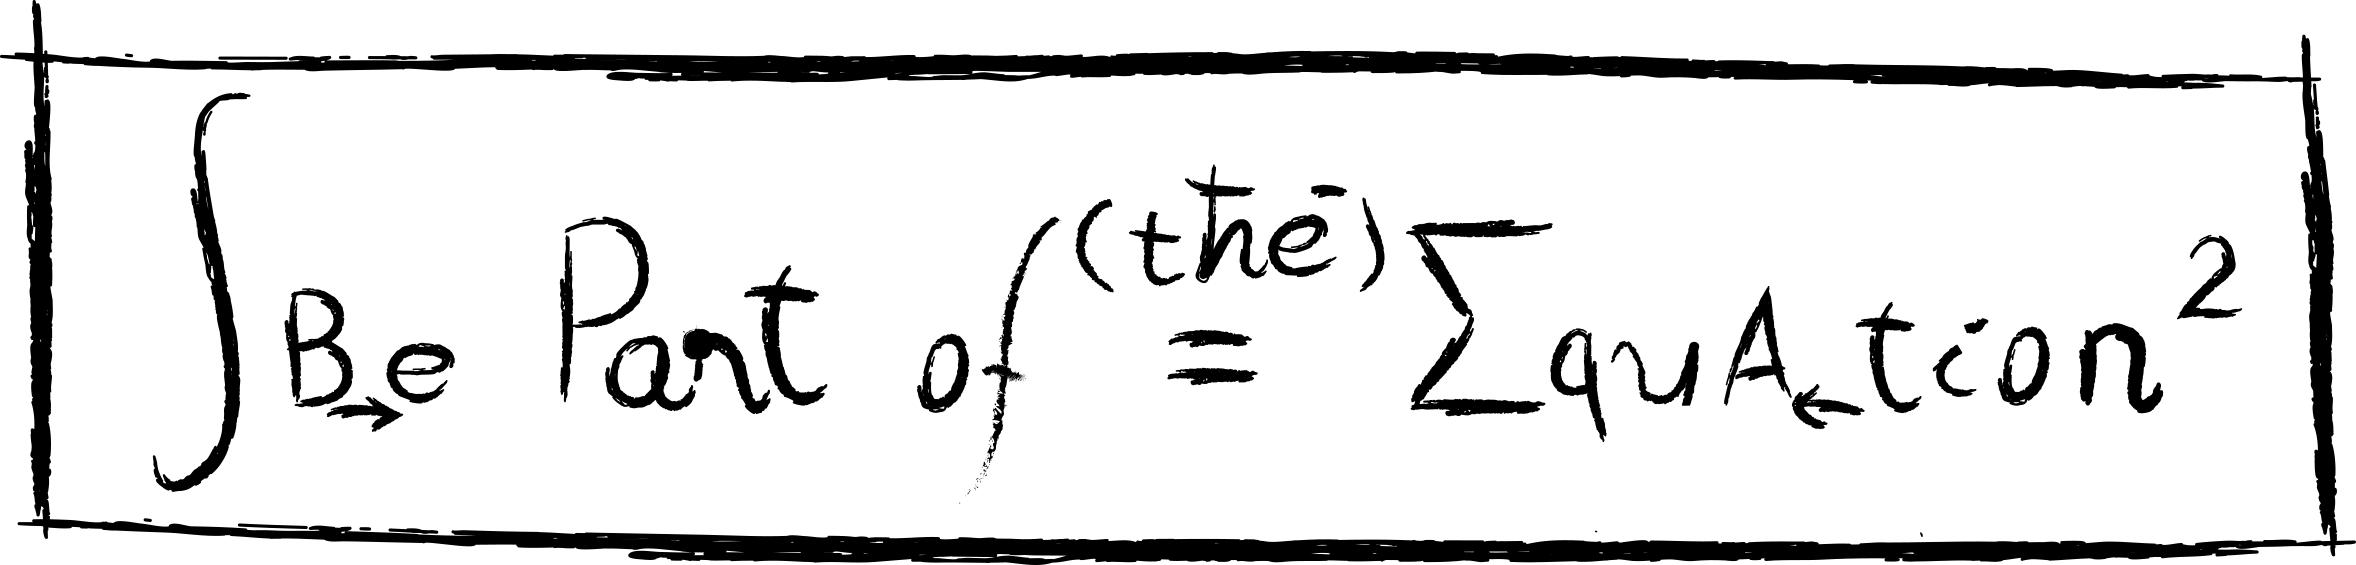 ∫Be Part of (the) = ΣquAtion²